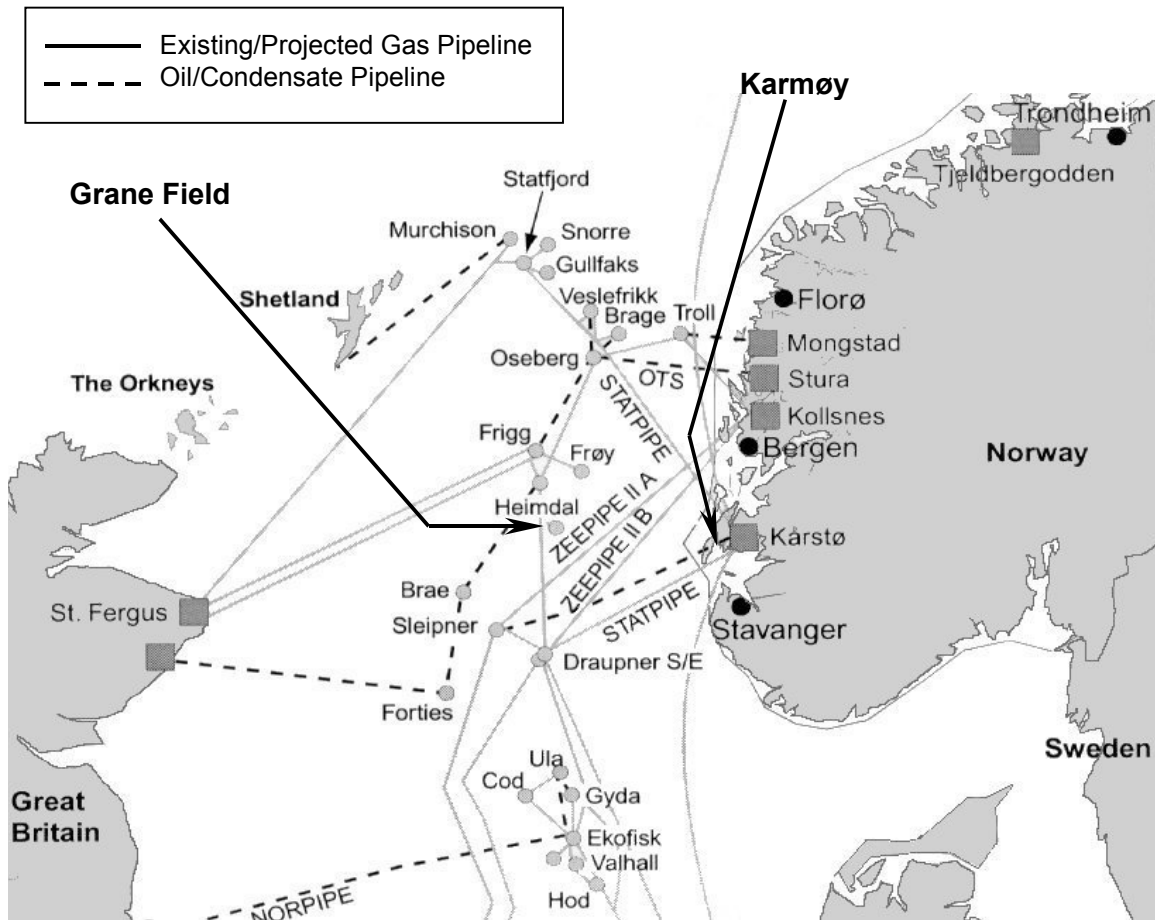 Existing/Projected Gas Pipeline
Oil/Condensate Pipeline
Karmøy
Trondheim
Tjeldbergodden
Grane Field
Statfjord
Murchison
Snorre
Gullfaks
Shetland
Veslefrikk
Brage
Troll
Florø
Mongstad
Oseberg
OTS
Stura
The Orkneys
STATPIPE
Kollsnes
Frigg
Frøy
Bergen
Norway
Heimdal
ZEEPIPE II A
ZEEPIPE II B
Kårstø
Brae
St. Fergus
Sleipner
STATPIPE
Stavanger
Draupner S/E
Forties
Sweden
Ula
Cod
Gyda
Great
Britain
Ekofisk
Valhall
Hod
NORPIPE